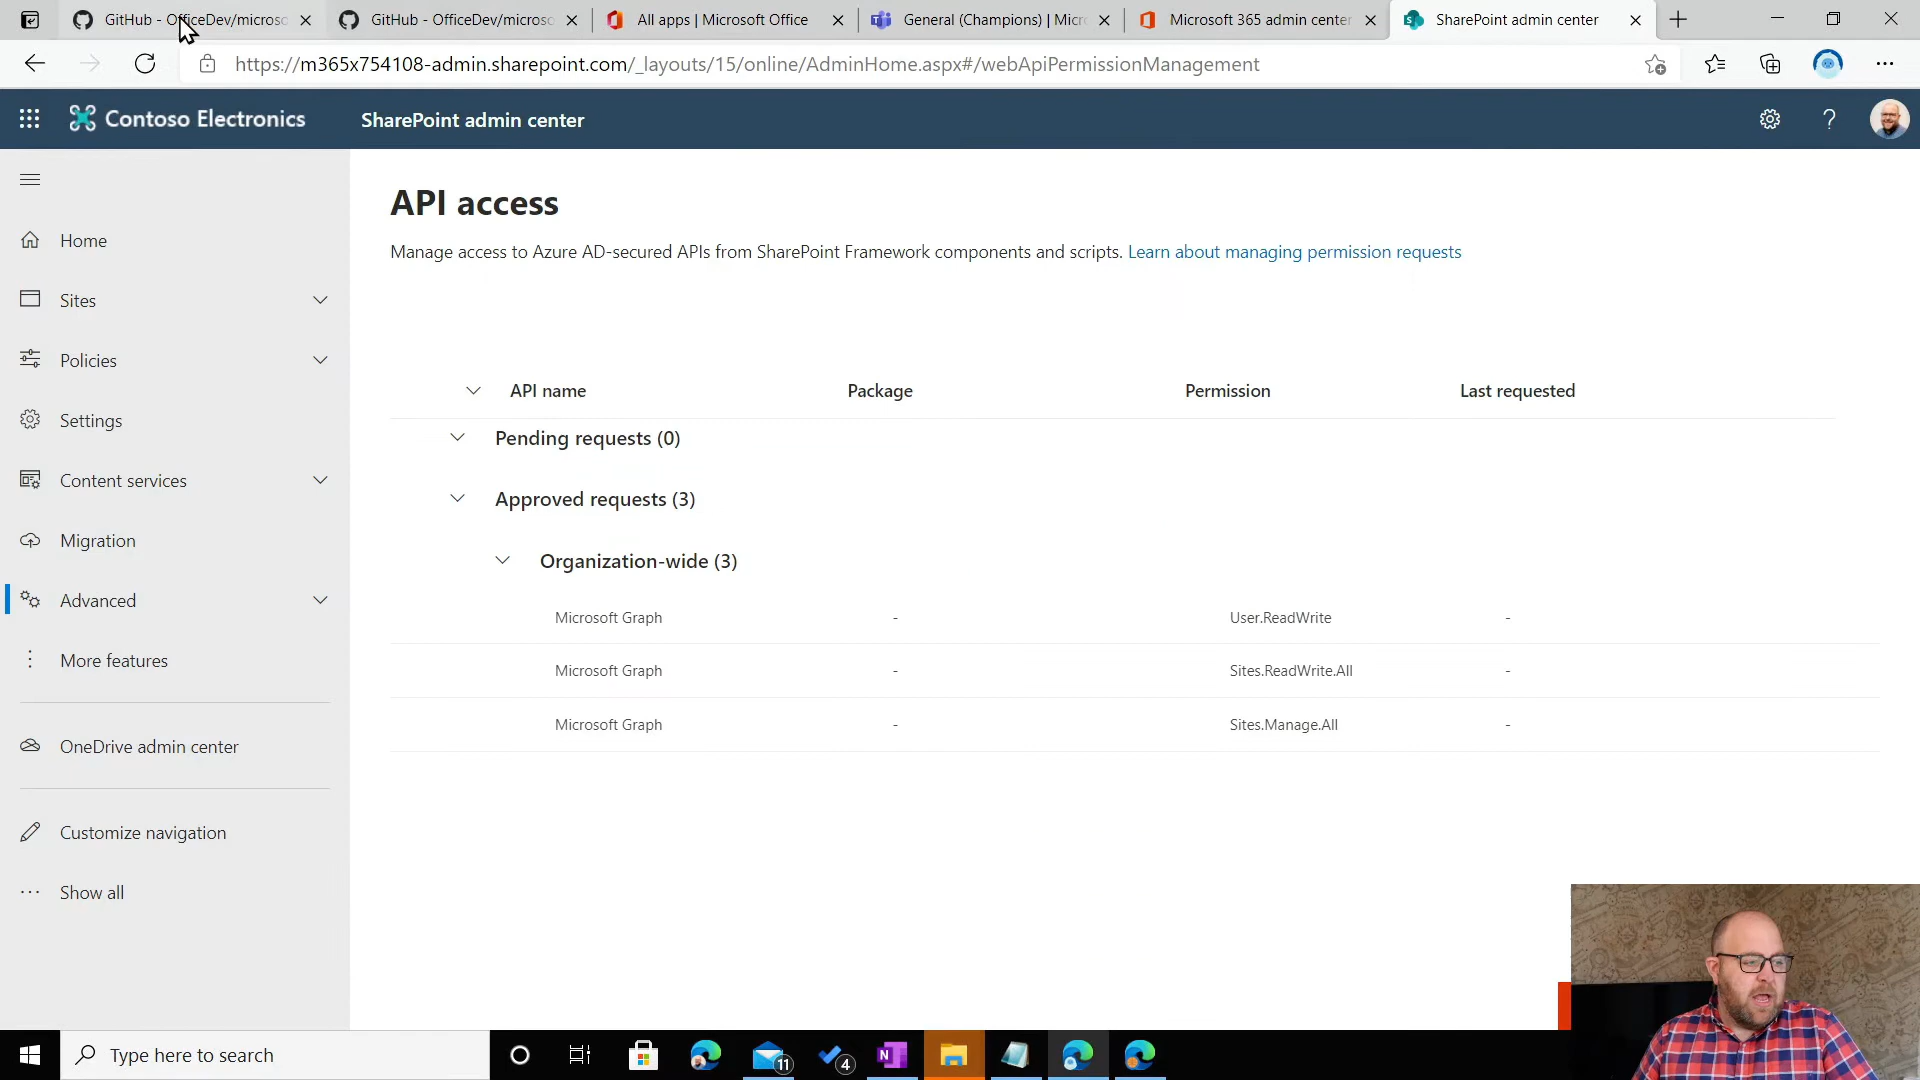 GitHub - OfficeDev/microsc
GitHub - OfficeDev/microso
All apps | Microsoft Office
General (Champions) | Micr
Microsoft 365 admin center
SharePoint admin center
https://m365x754108-admin.sharepoint.com/_layouts/15/online/AdminHome.aspx#/webApiPermissionManagement
Contoso Electronics
SharePoint admin center
Home
Sites
Policies
Settings
Content services
Migration
Advanced
More features
OneDrive admin center
Customize navigation
Show all
API access
Manage access to Azure AD-secured APIs from SharePoint Framework components and scripts. Learn about managing permission requests
API name Package Permission Last requested
Pending requests (0)
Approved requests (3)
Organization-wide (3)
Microsoft Graph - User.ReadWrite -
Microsoft Graph - Sites.ReadWrite.All -
Microsoft Graph - Sites.Manage.All -
Type here to search
11
4